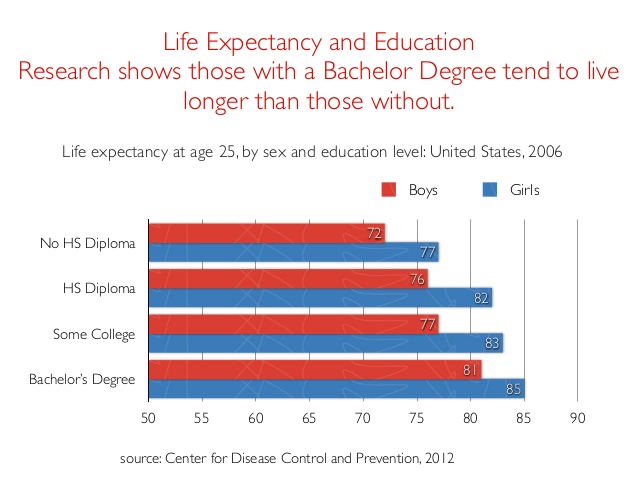 Life Expectancy and Education
Research shows those with a Bachelor Degree tend to live
longer than those without.
Life expectancy at age 25, by sex and education level: United States, 2006
Boys Girls
No HS Diploma 72
77
HS Diploma 76
82
Some College 77
83
Bachelor's Degree 81
85
50 55 60 65 70 75 80 85 90
source: Center for Disease Control and Prevention, 2012